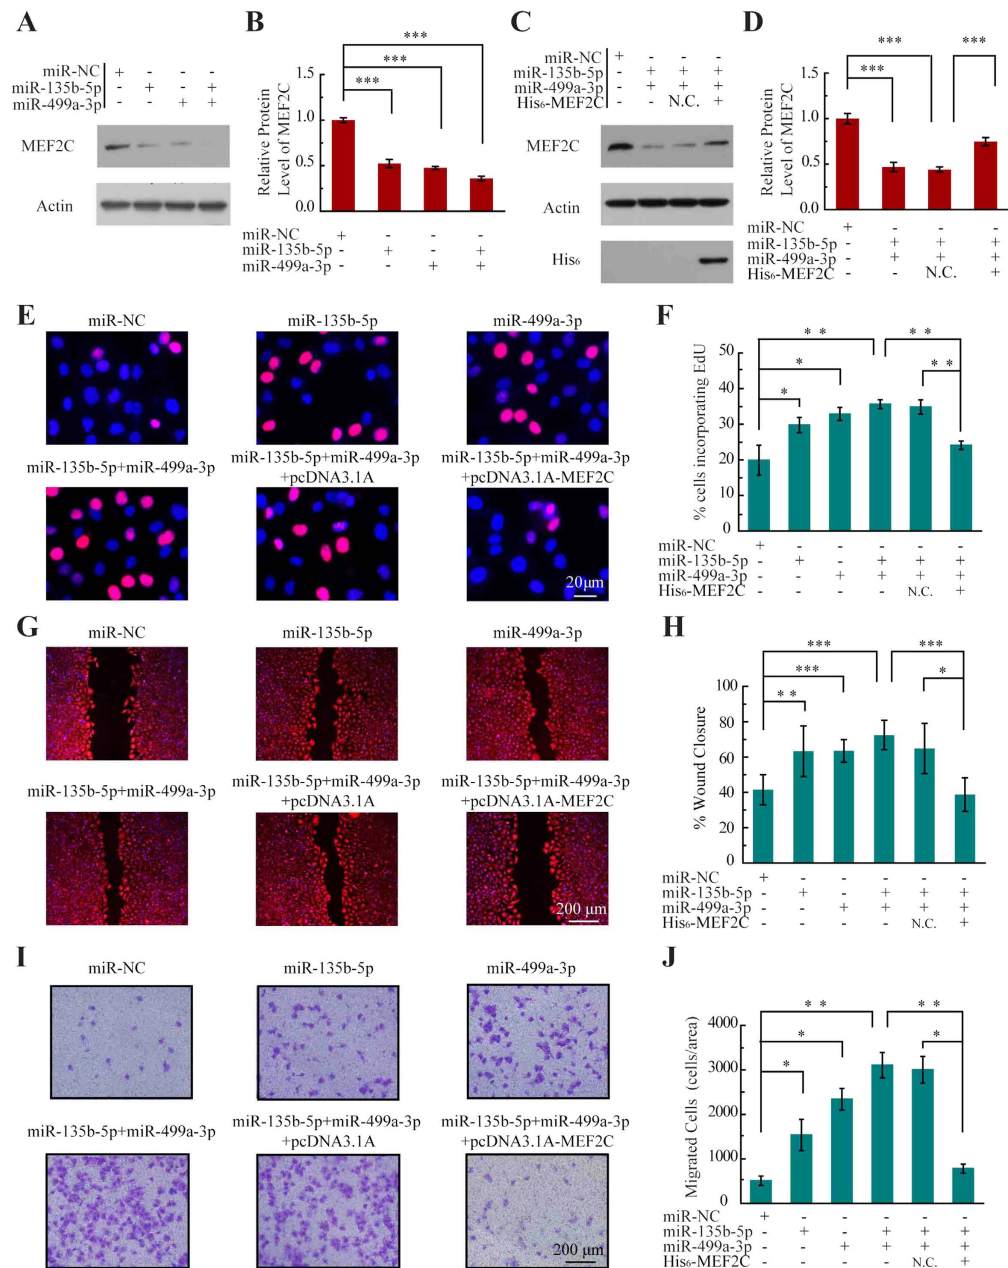 A
miR-NC + - - -
miR-135b-5p - + - +
miR-499a-3p - - + +
MEF2C
Actin
B
Relative Protein
Level of MEF2C
1.5
1.0
0.5
0.0
***
***
***
miR-NC + - - -
miR-135b-5p - + - +
miR-499a-3p - - + +
C
miR-NC + - - -
miR-135b-5p - + + +
miR-499a-3p - + + +
His₆-MEF2C - - N.C. +
MEF2C
Actin
His₆
D
Relative Protein
Level of MEF2C
1.5
1.0
0.5
0.0
*** ***
***
miR-NC + - - -
miR-135b-5p - + + +
miR-499a-3p - + + +
His₆-MEF2C - - N.C. +
E
miR-NC miR-135b-5p miR-499a-3p
miR-135b-5p+miR-499a-3p
miR-135b-5p+miR-499a-3p
+pcDNA3.1A
miR-135b-5p+miR-499a-3p
+pcDNA3.1A-MEF2C
20μm
F
% cells incorporating EdU
50
40
30
20
10
0
** **
* **
*
miR-NC + - - - - -
miR-135b-5p - + - + + +
miR-499a-3p - - + + + +
His₆-MEF2C - - - - N.C. +
G
miR-NC miR-135b-5p miR-499a-3p
miR-135b-5p+miR-499a-3p
miR-135b-5p+miR-499a-3p
+pcDNA3.1A
miR-135b-5p+miR-499a-3p
+pcDNA3.1A-MEF2C
200 μm
H
% Wound Closure
100
80
60
40
20
0
*** ***
*** *
**
miR-NC + - - - - -
miR-135b-5p - + - + + +
miR-499a-3p - - + + + +
His₆-MEF2C - - - - N.C. +
I
miR-NC miR-135b-5p miR-499a-3p
miR-135b-5p+miR-499a-3p
miR-135b-5p+miR-499a-3p
+pcDNA3.1A
miR-135b-5p+miR-499a-3p
+pcDNA3.1A-MEF2C
200 μm
J
Migrated Cells (cells/area)
4000
3000
2000
1000
0
** **
* *
*
miR-NC + - - - - -
miR-135b-5p - + - + + +
miR-499a-3p - - + + + +
His₆-MEF2C - - - - N.C. +